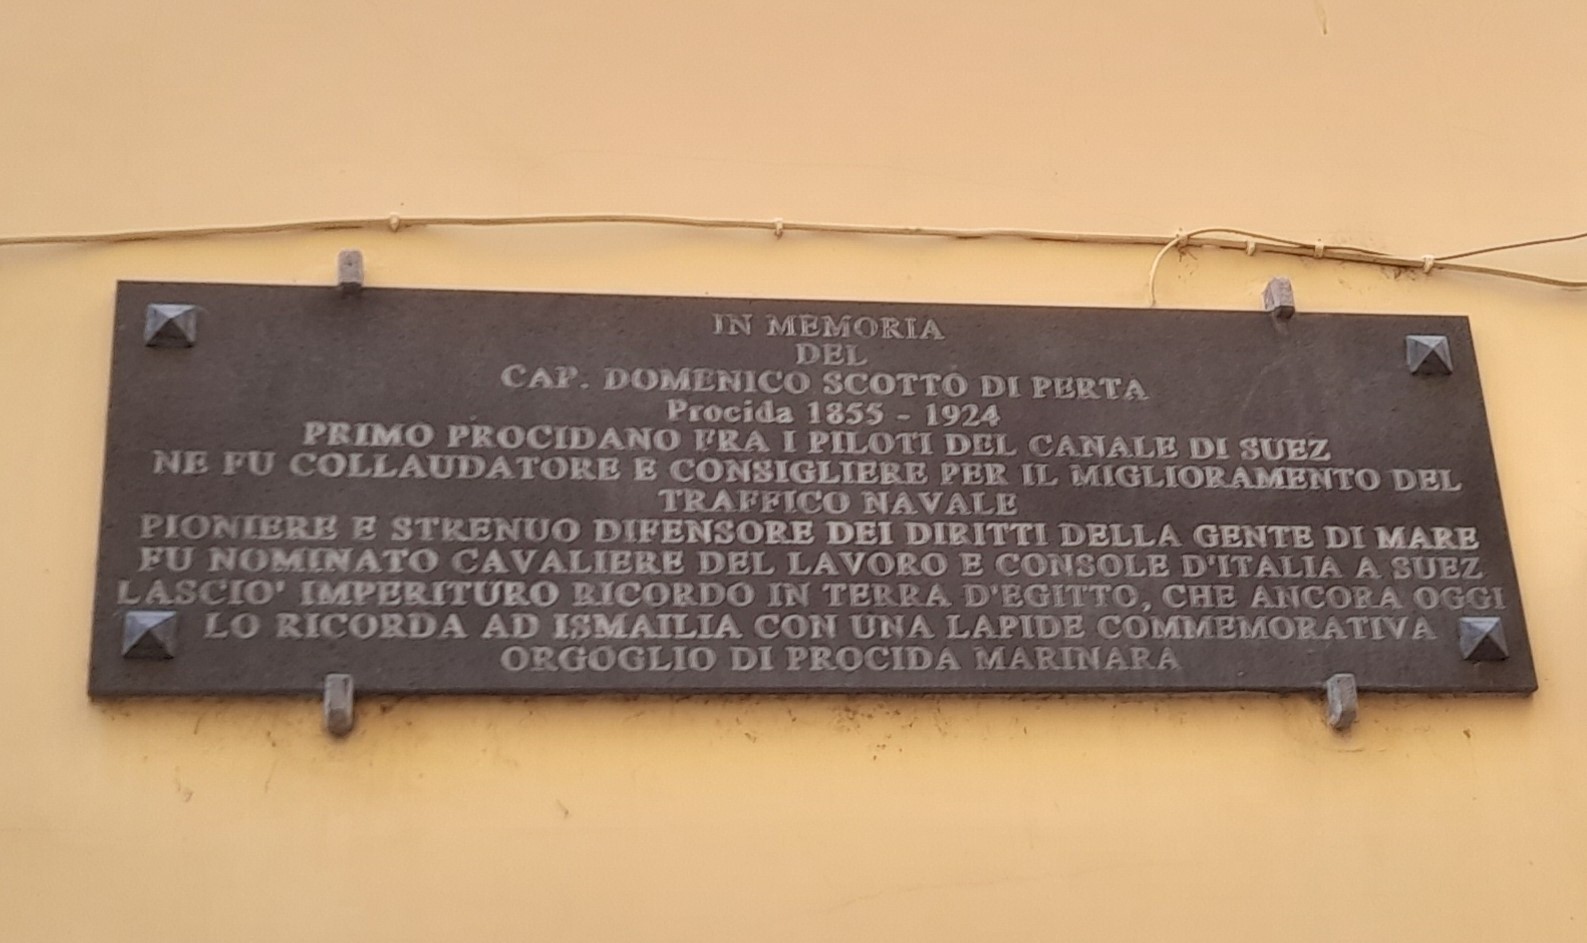 IN MEMORIA
DEL
CAP. DOMENICO SCOTTO DI PERTA
Procida 1855 - 1924
PRIMO PROCIDANO FRA I PILOTI DEL CANALE DI SUEZ
NE FU COLLAUDATORE E CONSIGLIERE PER IL MIGLIORAMENTO DEL
TRAFFICO NAVALE
PIONIERE E STRENUO DIFENSORE DEI DIRITTI DELLA GENTE DI MARE
FU NOMINATO CAVALIERE DEL LAVORO E CONSOLE D'ITALIA A SUEZ
LASCIO' IMPERITURO RICORDO IN TERRA D'EGITTO, CHE ANCORA OGGI
LO RICORDA AD ISMAILIA CON UNA LAPIDE COMMEMORATIVA
ORGOGLIO DI PROCIDA MARINARA